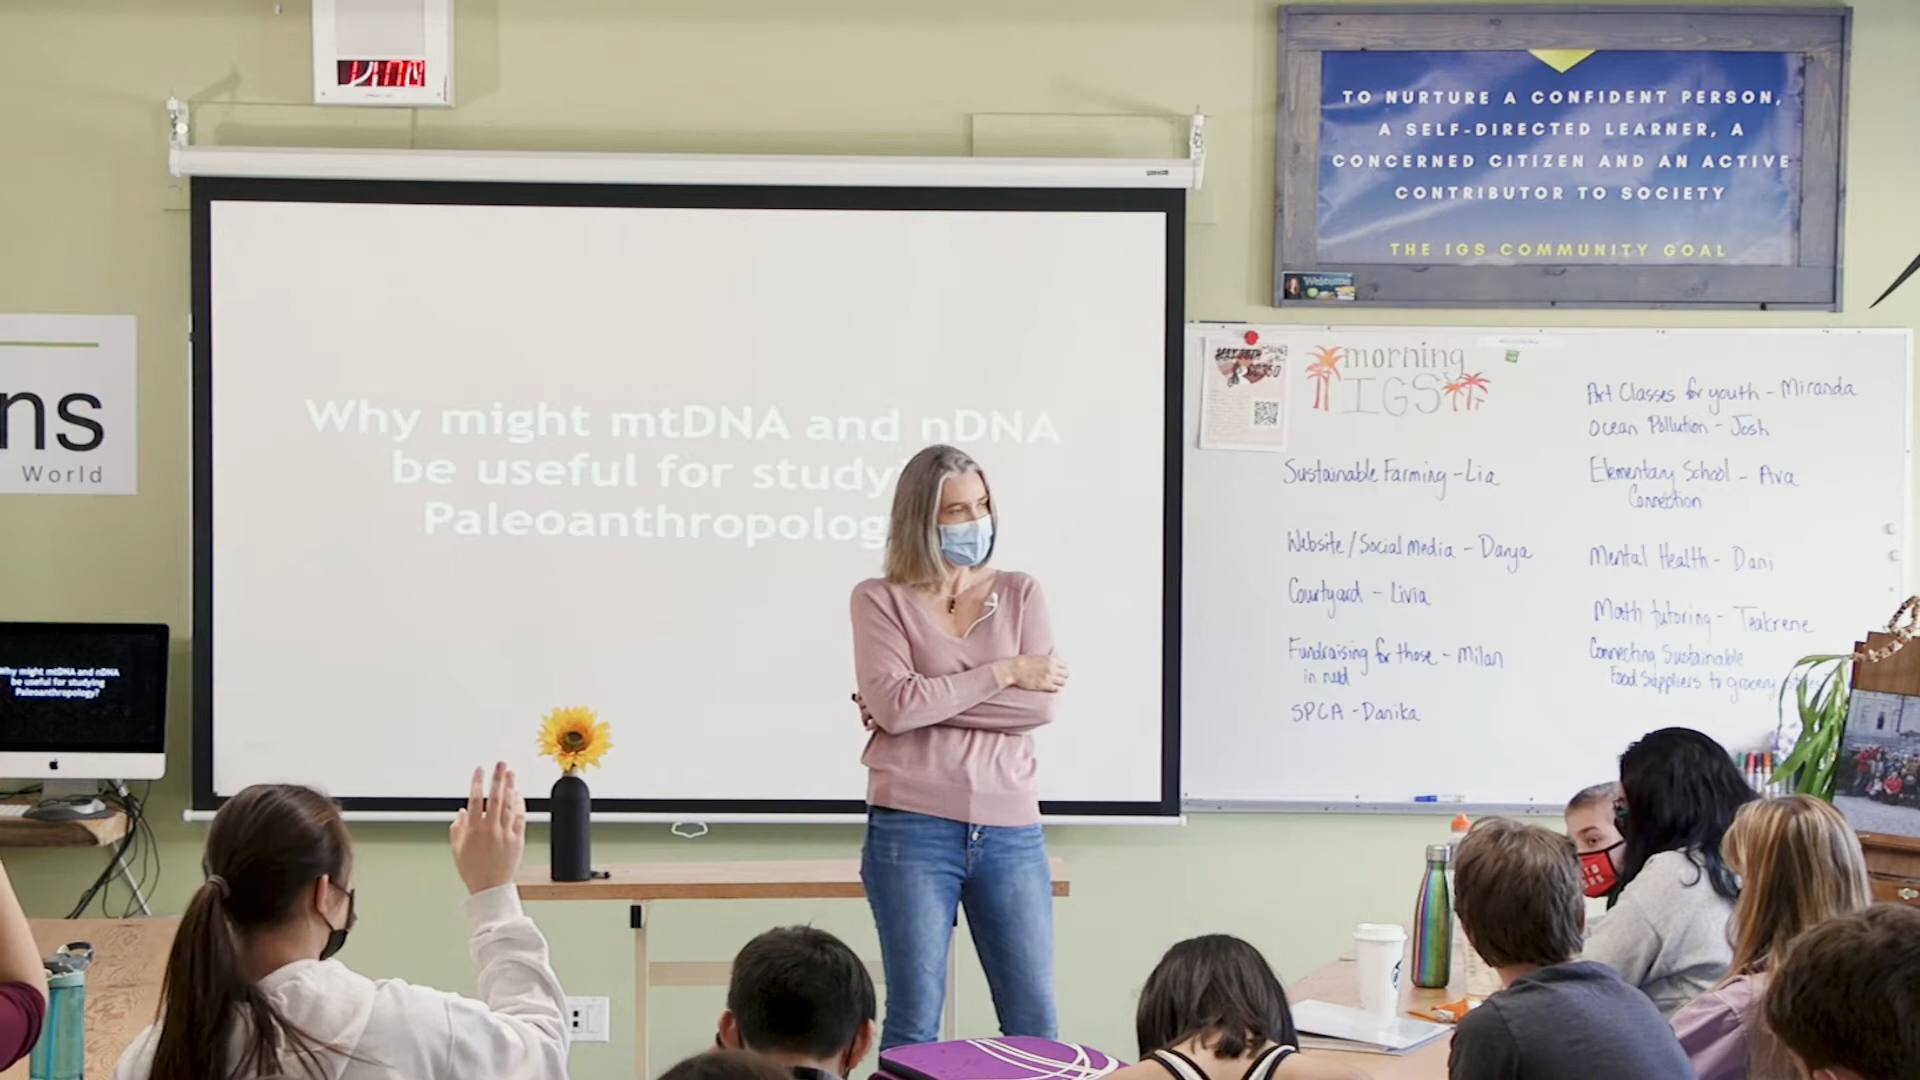 TO NURTURE A CONFIDENT PERSON,
A SELF-DIRECTED LEARNER, A
CONCERNED CITIZEN AND AN ACTIVE
CONTRIBUTOR TO SOCIETY
THE IGS COMMUNITY GOAL
Welcome
ns
World
Why might mtDNA and nDNA
be useful for
Paleoanthropolog
Why might mtDNA and nDNA
be useful for studying
Paleoanthropology?
morning
IGS
Sustainable Farming - Lia
Website/Social Media - Danya
Courtyard - Livia
Fundraising for those - Milan
in need
SPCA - Danika
Art Classes for youth - Miranda
Ocean Pollution - Josh
Elementary School - Ava
Connection
Mental Health - Dani
Math tutoring - Teakrene
Connecting Sustainable
Food Suppliers to grocery stores